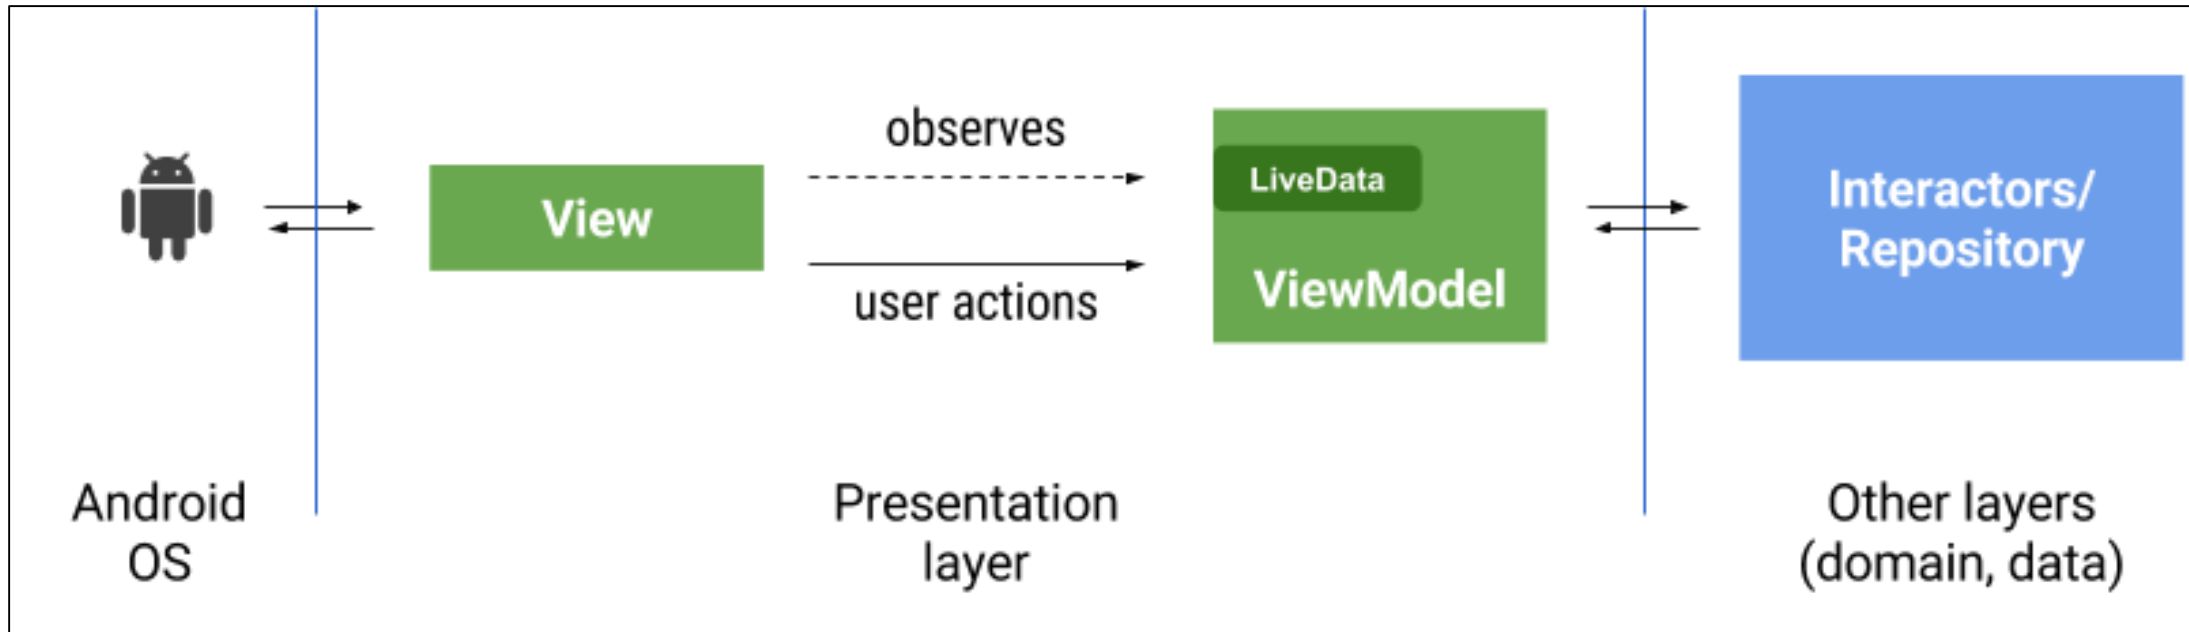 observes
LiveData
View
user actions
ViewModel
Interactors/
Repository
Android
OS
Presentation
layer
Other layers
(domain, data)